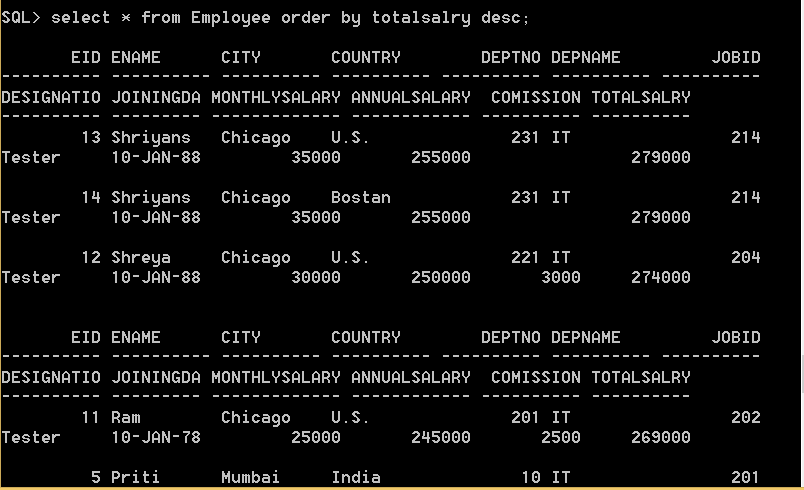 SQL> select * from Employee order by totalsalry desc;
EID ENAME CITY COUNTRY DEPTNO DEPNAME JOBID
---------- ---------- ---------- ---------- ---------- ---------- ----------
DESIGNATIO JOININGDA MONTHLYSALARY ANNUALSALARY COMISSION TOTALSALRY
---------- --------- ------------- ------------ ---------- ----------
13 Shriyans Chicago U.S. 231 IT 214
Tester 10-JAN-88 35000 255000 279000
14 Shriyans Chicago Bostan 231 IT 214
Tester 10-JAN-88 35000 255000 279000
12 Shreya Chicago U.S. 221 IT 204
Tester 10-JAN-88 30000 250000 3000 274000
EID ENAME CITY COUNTRY DEPTNO DEPNAME JOBID
---------- ---------- ---------- ---------- ---------- ---------- ----------
DESIGNATIO JOININGDA MONTHLYSALARY ANNUALSALARY COMISSION TOTALSALRY
---------- --------- ------------- ------------ ---------- ----------
11 Ram Chicago U.S. 201 IT 202
Tester 10-JAN-78 25000 245000 2500 269000
5 Priti Mumbai India 10 IT 201